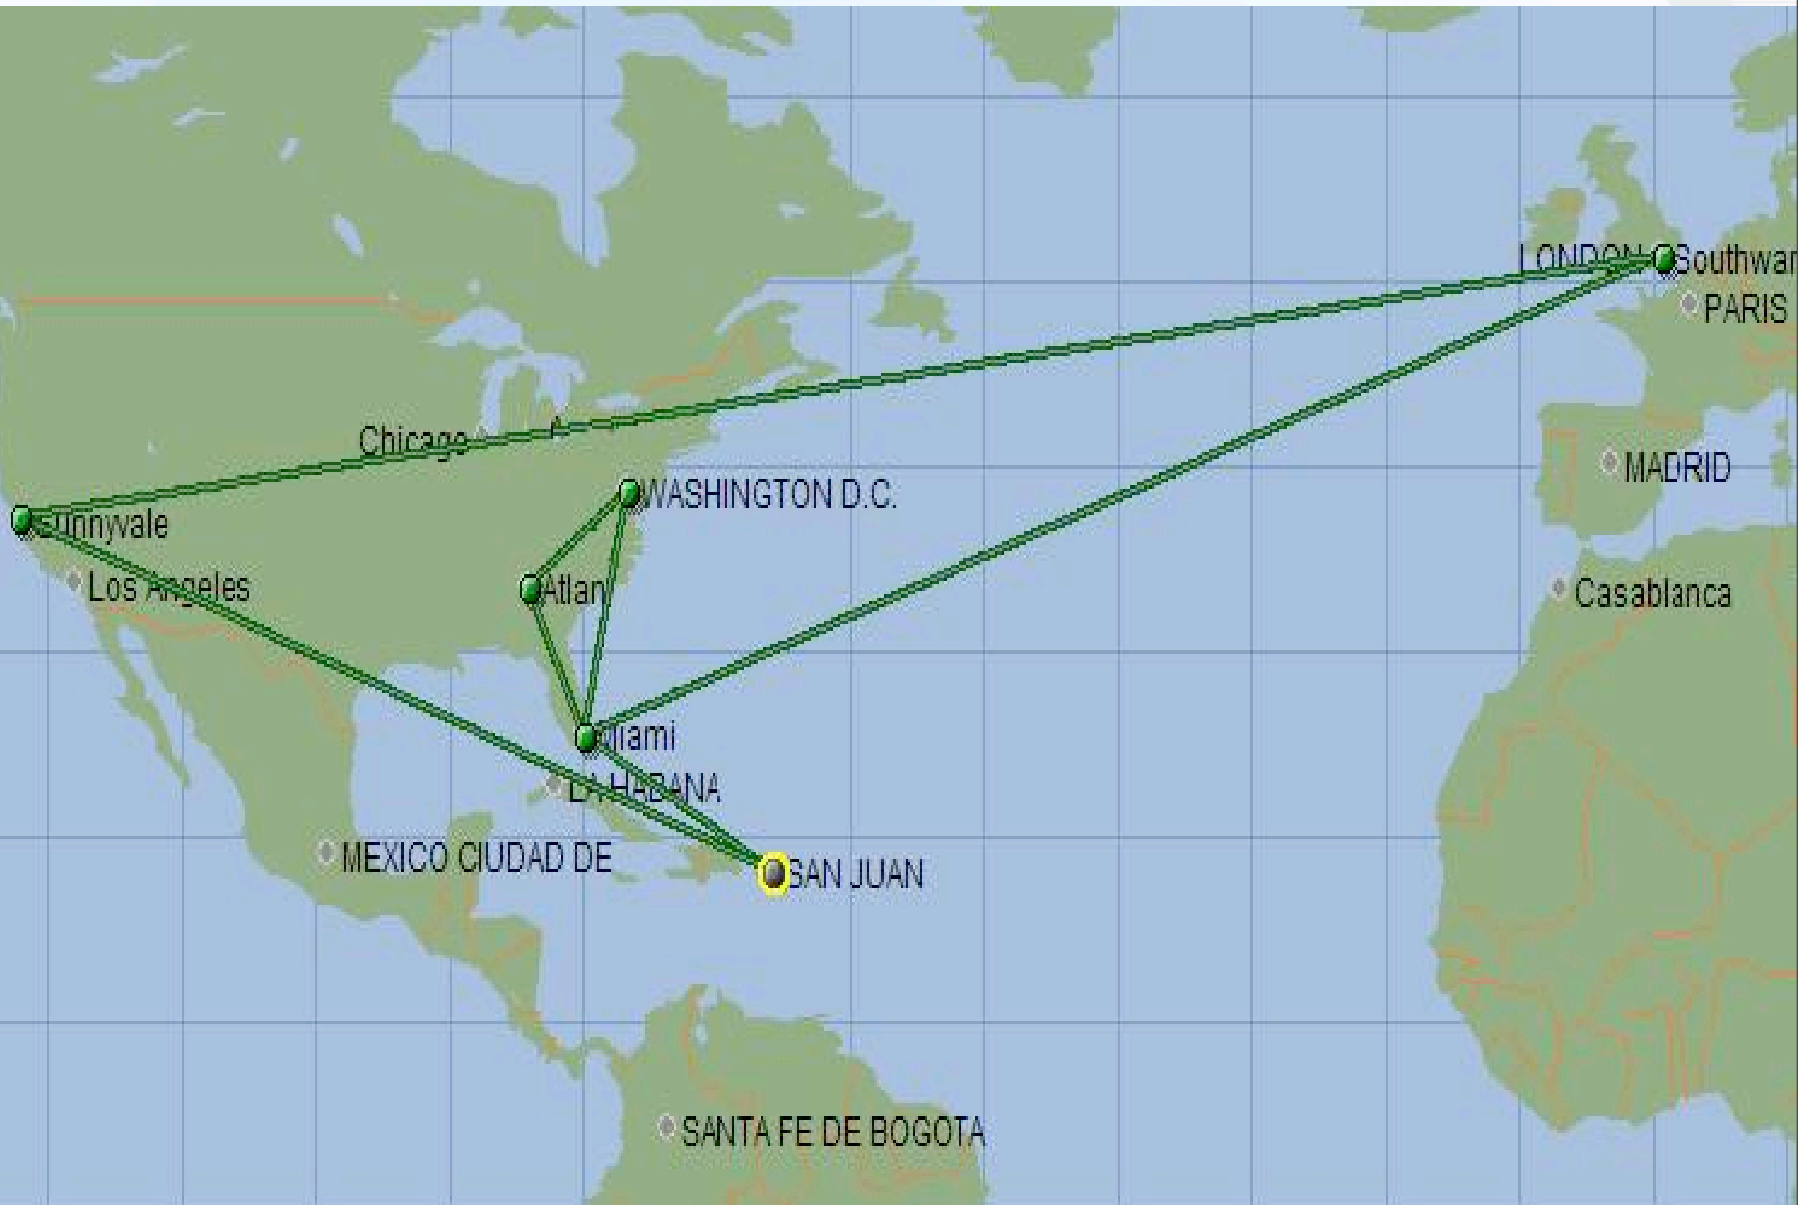 LONDON
Southwar
PARIS
Chicago
MADRID
WASHINGTON D.C.
Sunnyvale
Los Angeles
Atlan
Casablanca
Miami
LA HABANA
MEXICO CIUDAD DE
SAN JUAN
SANTA FE DE BOGOTA